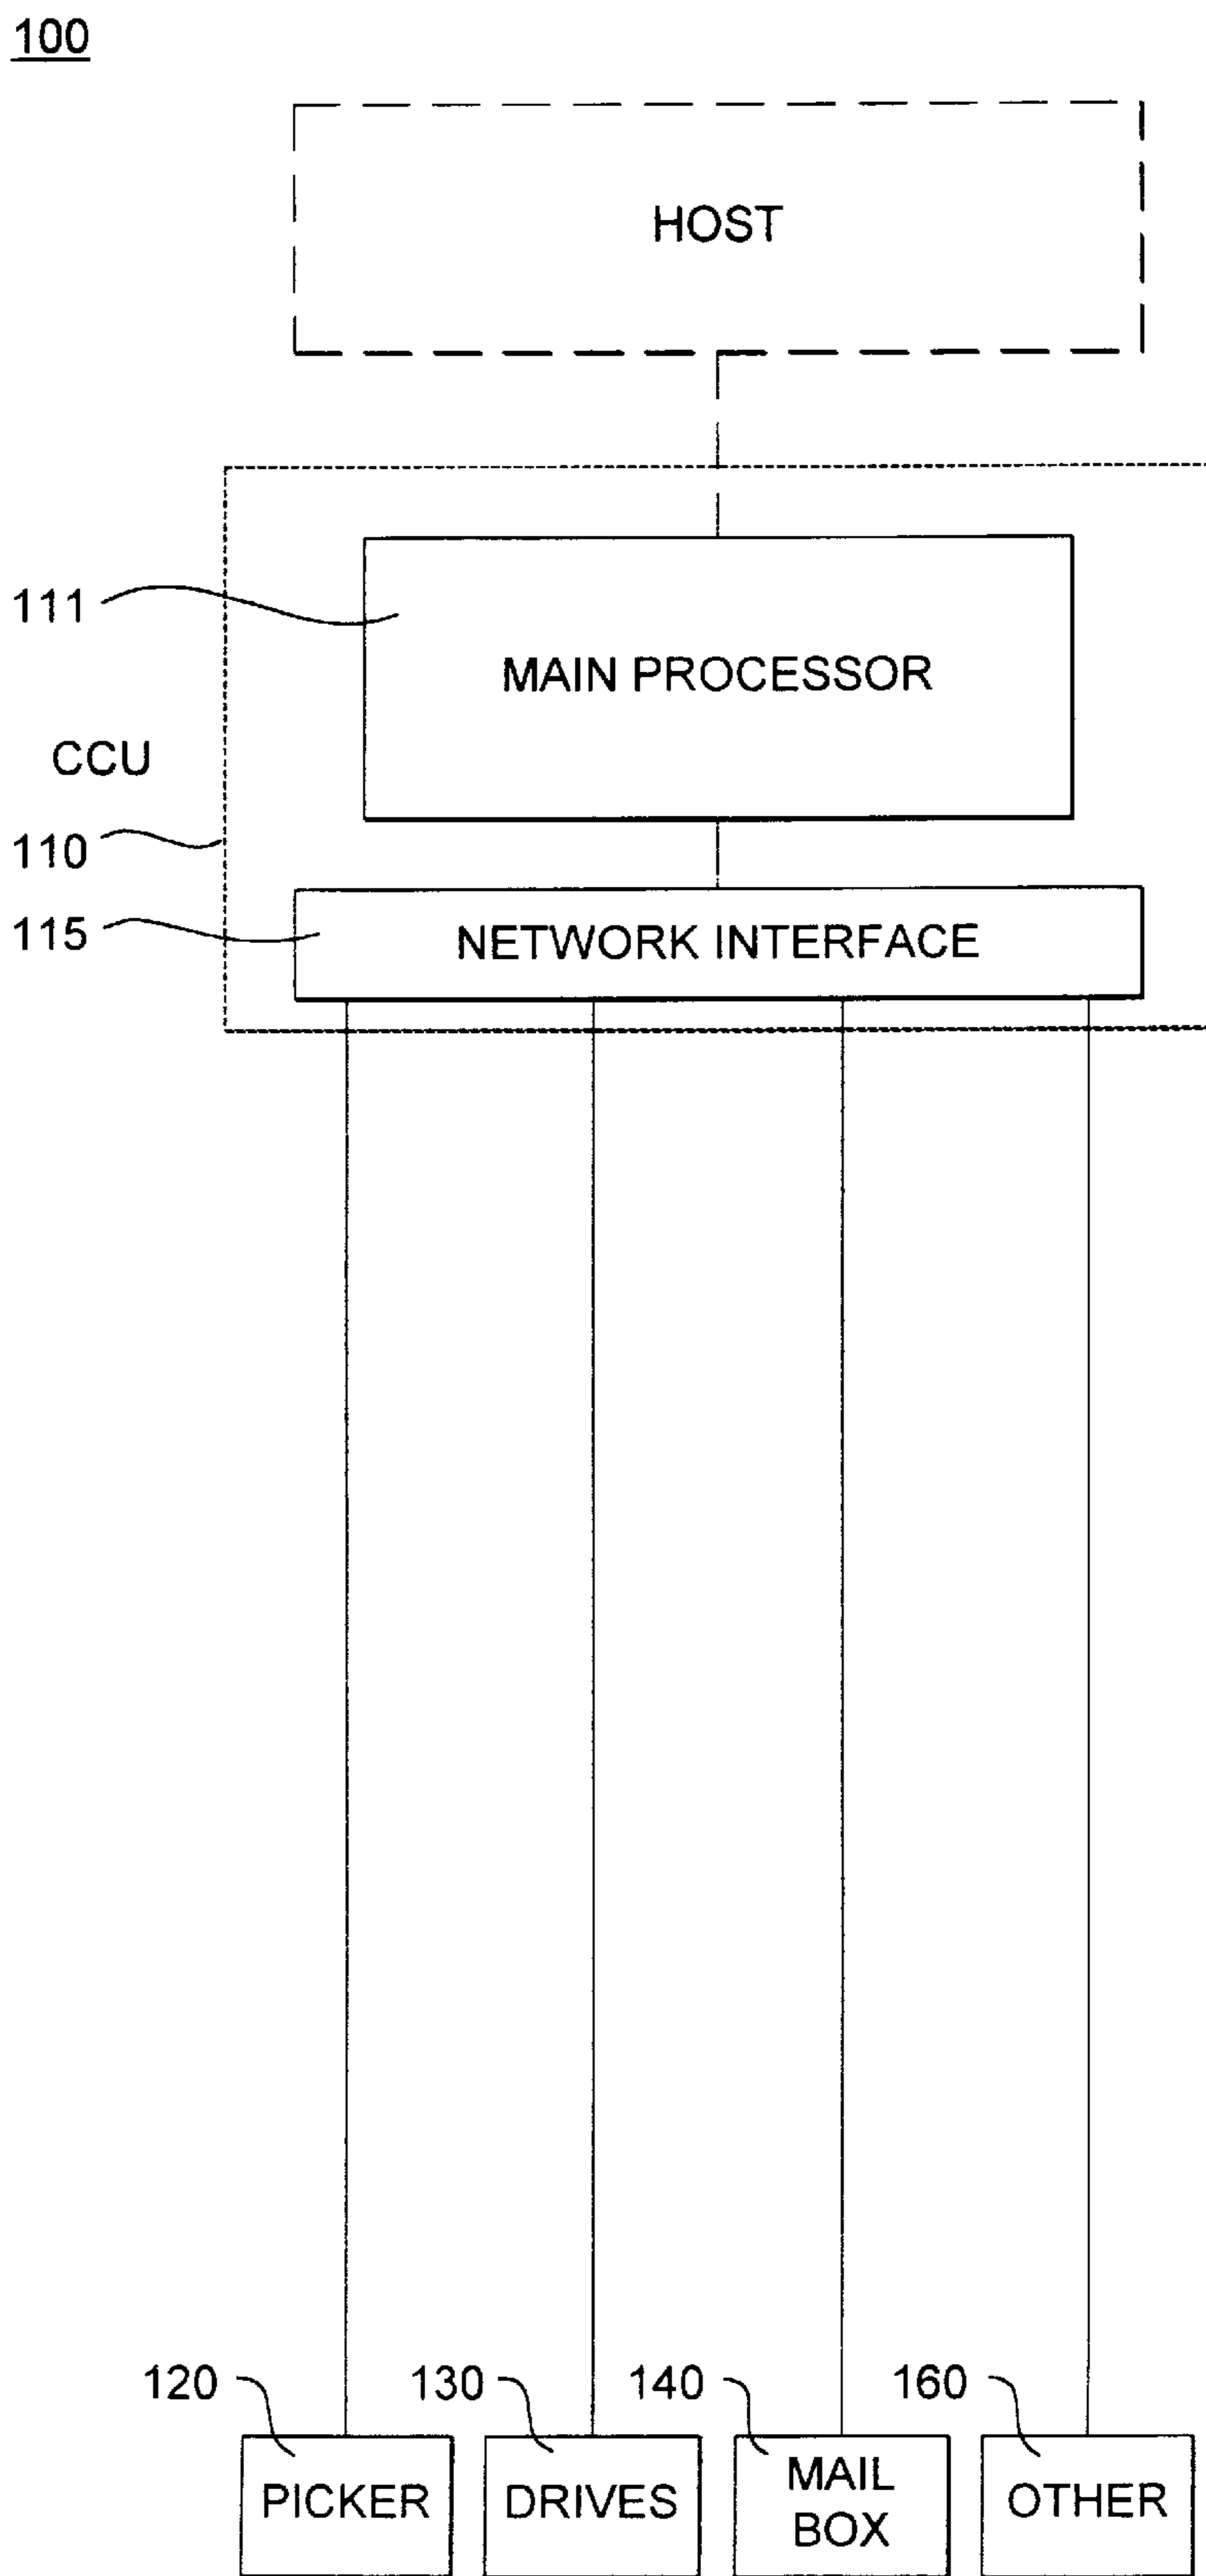 100
HOST
111
MAIN PROCESSOR
CCU
110
115
NETWORK INTERFACE
120
130
140
160
PICKER
DRIVES
MAIL
BOX
OTHER